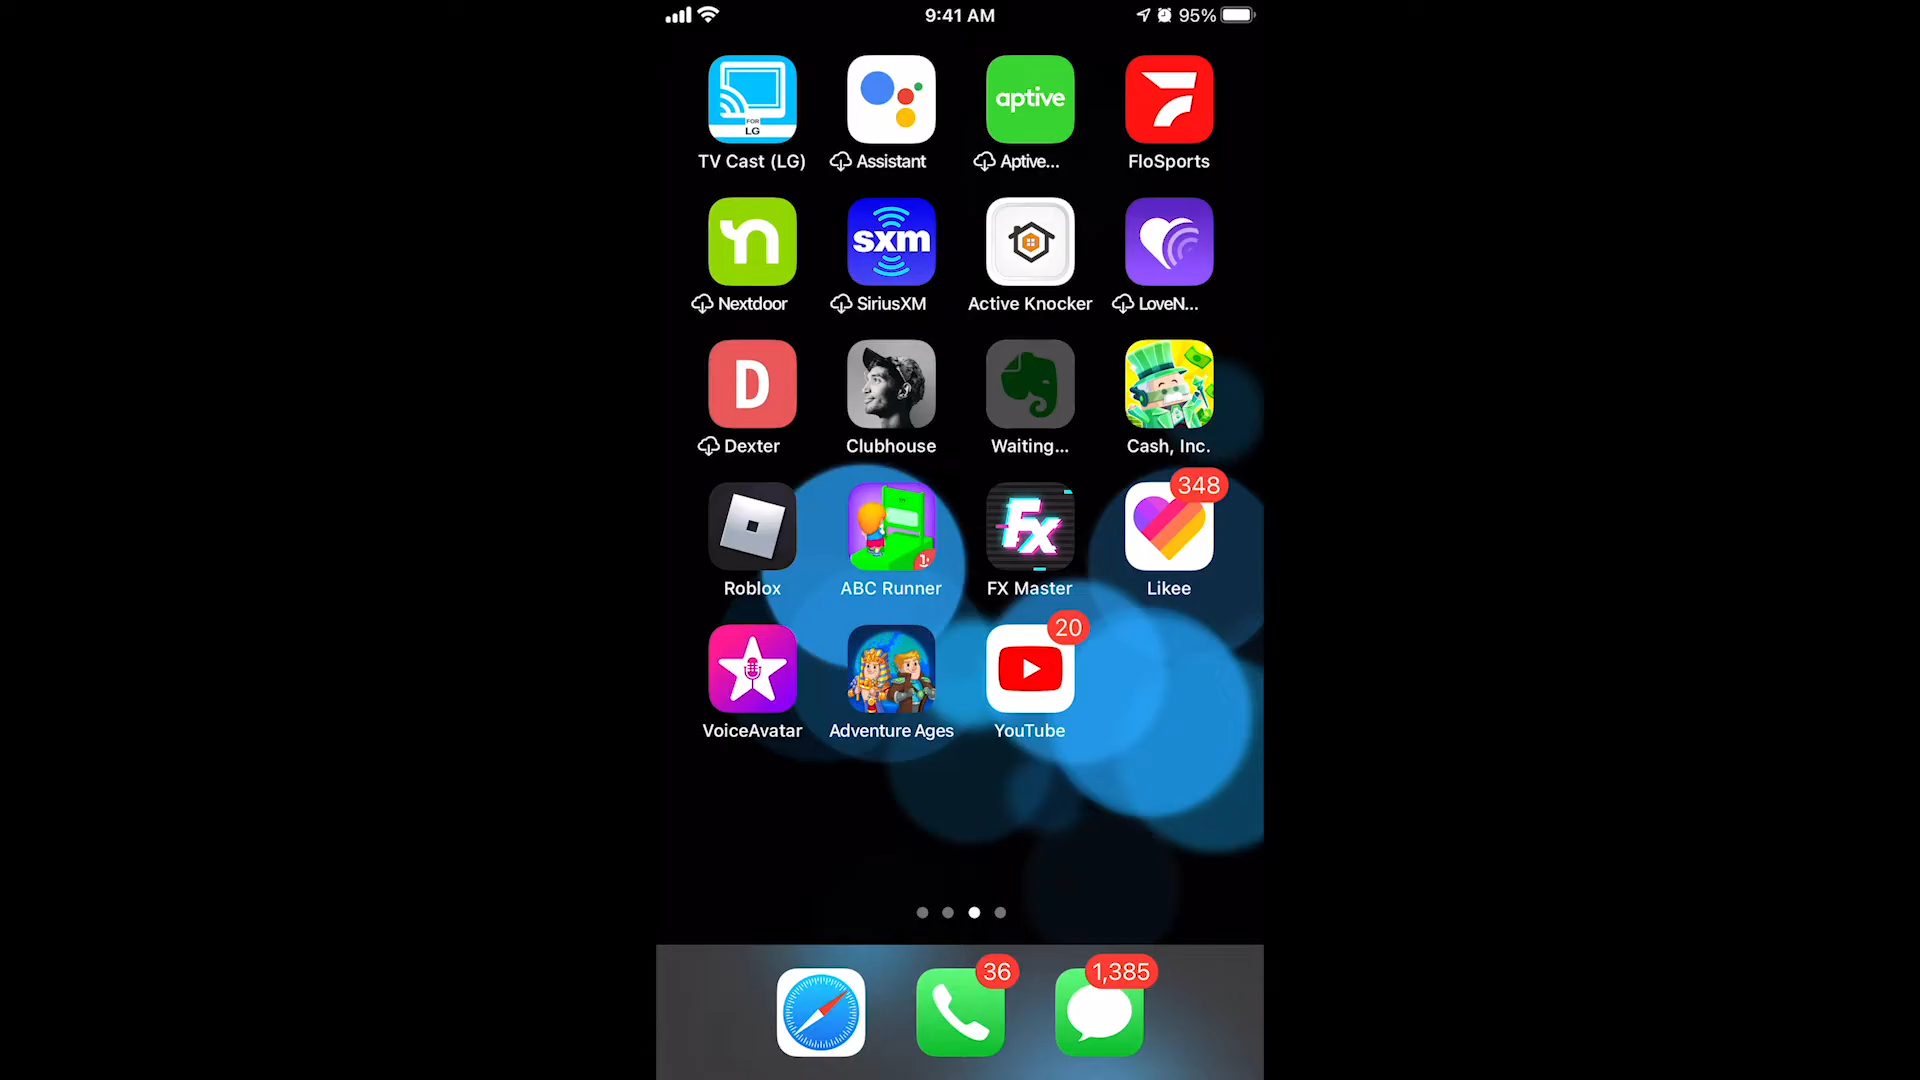 9:41 AM
95%
FOR
LG
aptive
TV Cast (LG)
Assistant
Aptive...
FloSports
sxm
Nextdoor
SiriusXM
Active Knocker
LoveN...
D
Dexter
Clubhouse
Waiting...
Cash, Inc.
348
Fx
Roblox
ABC Runner
FX Master
Likee
20
VoiceAvatar
Adventure Ages
YouTube
36
1,385